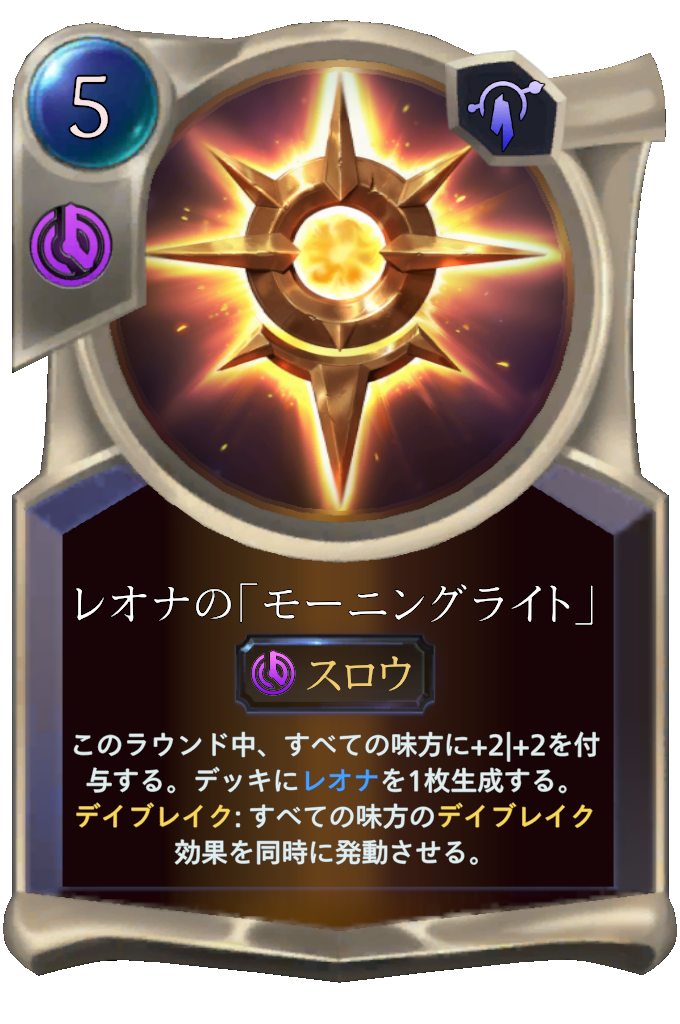 5
レオナの「モーニングライト」
スロウ
このラウンド中、すべての味方に+2|+2を付
与する。デッキにレオナを1枚生成する。
デイブレイク: すべての味方のデイブレイク
効果を同時に発動させる。